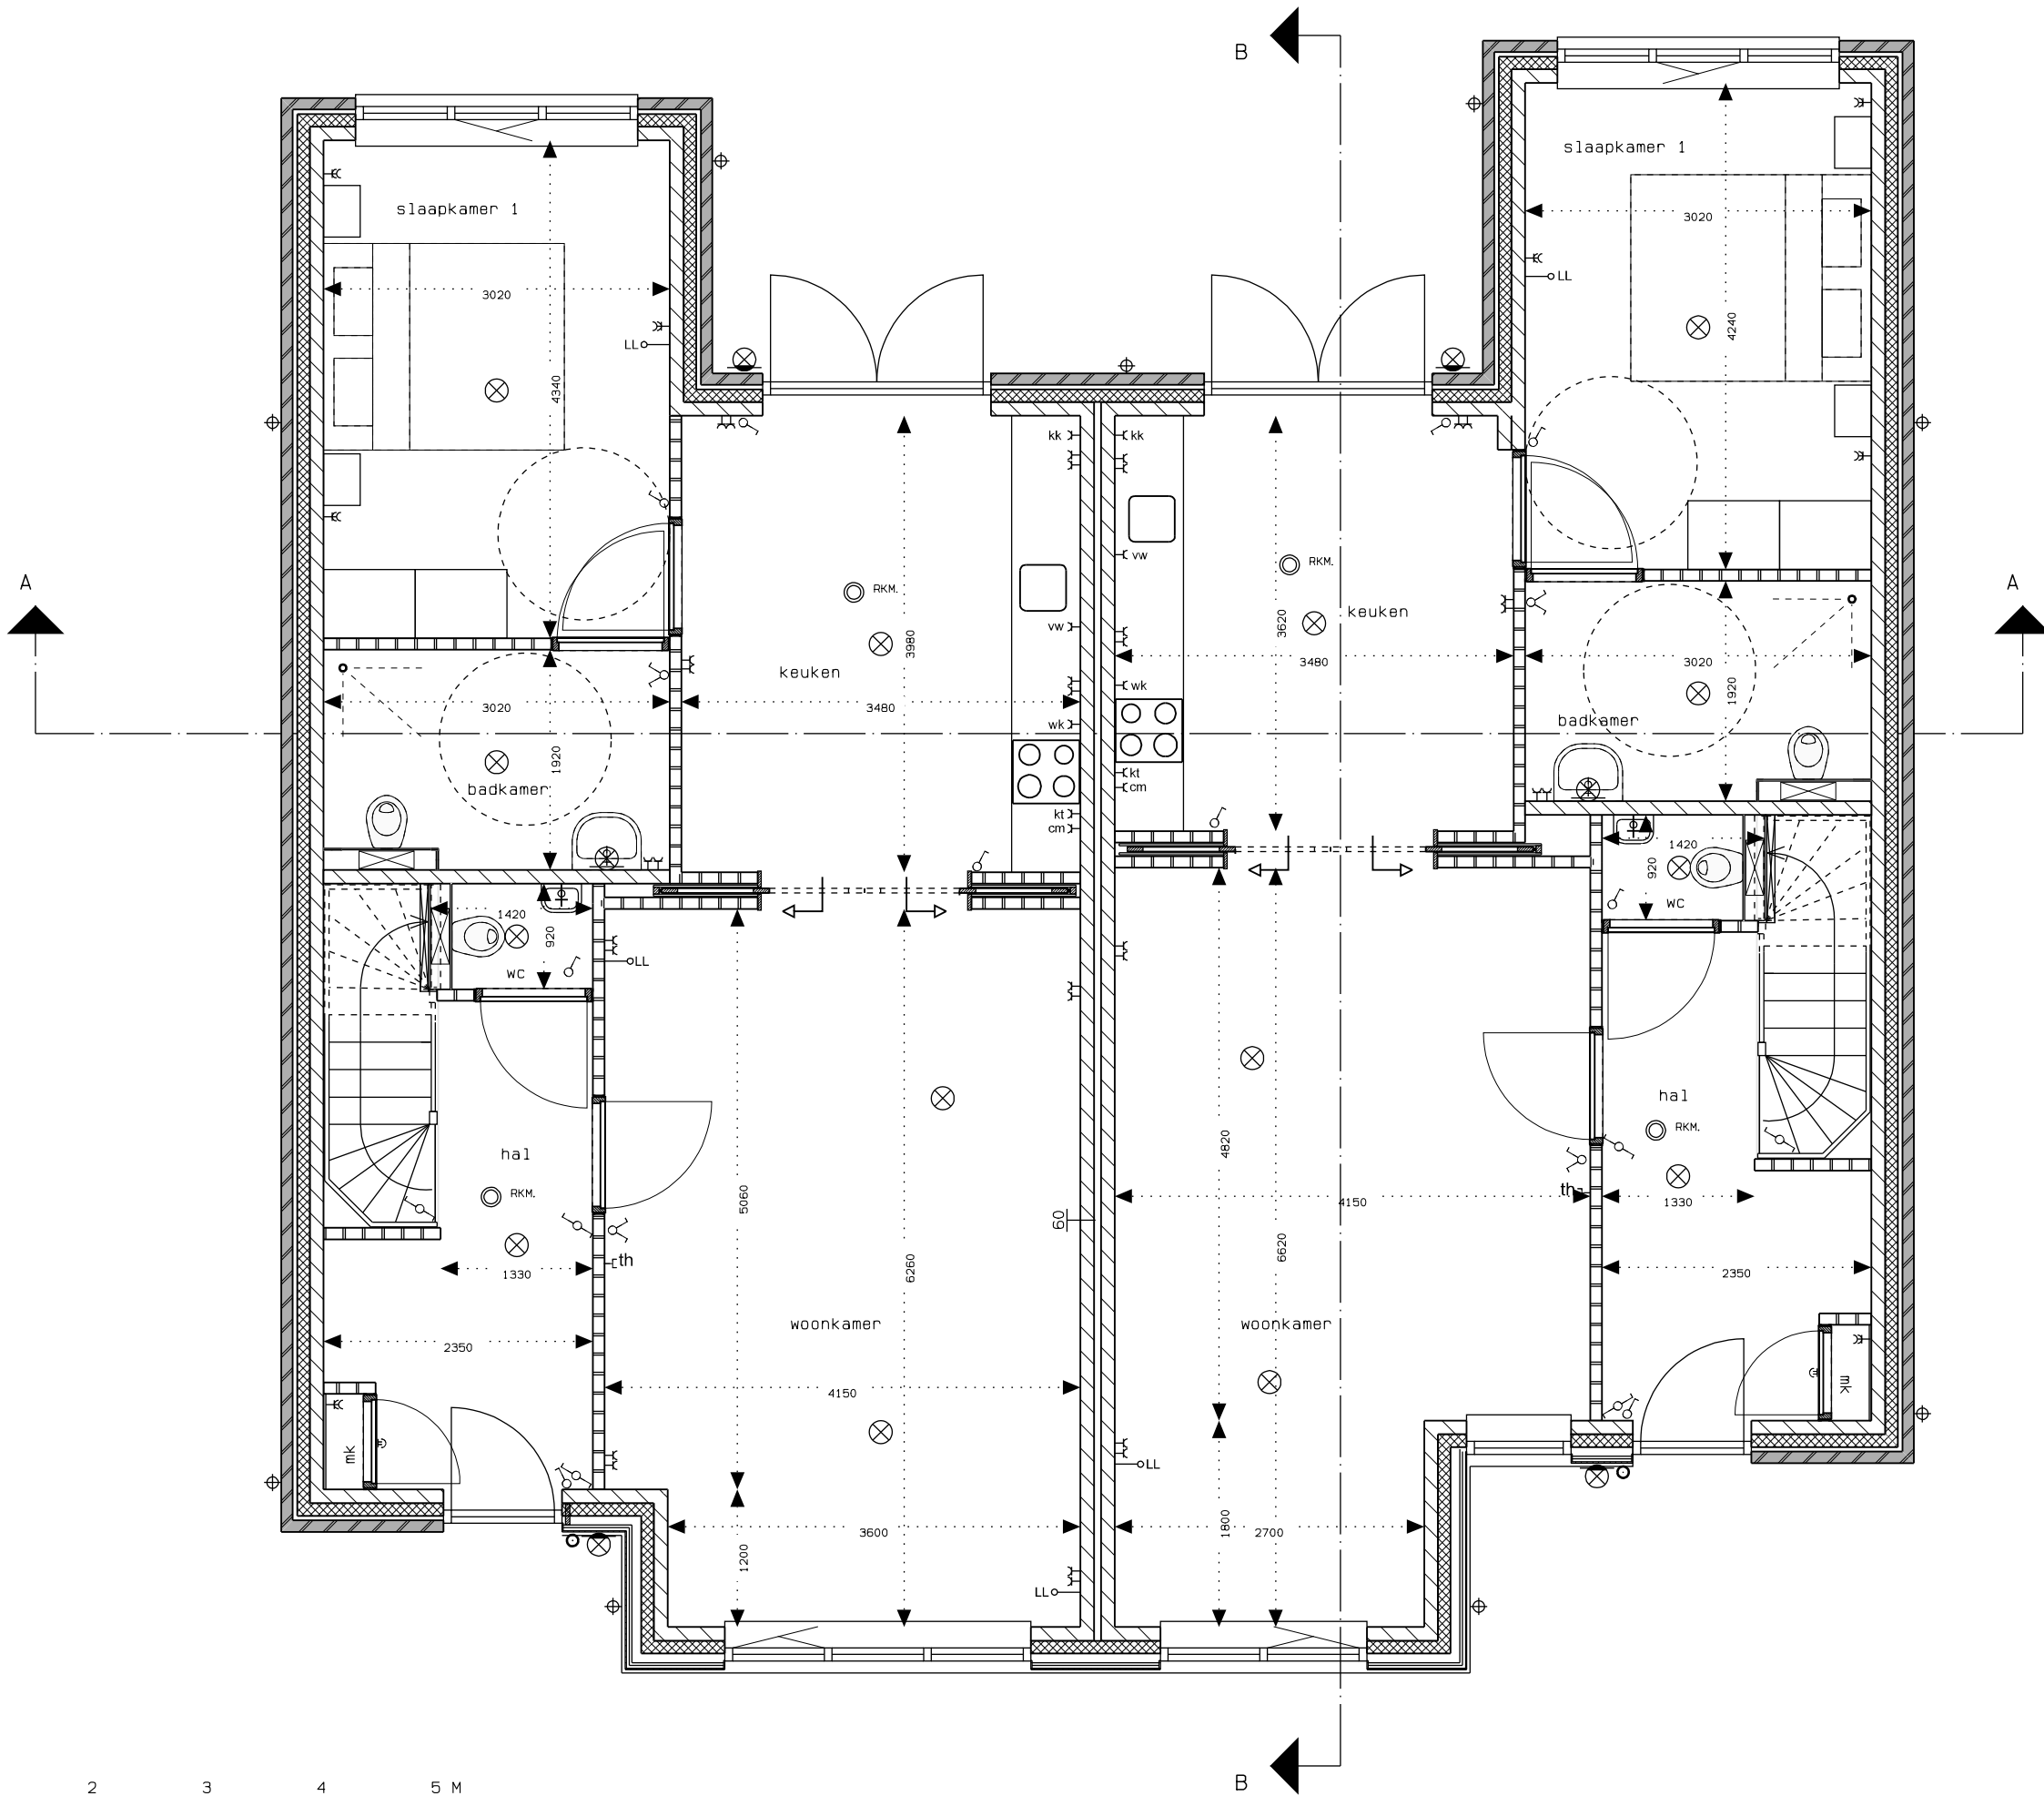 B
slaapkamer 1
slaapkamer 1
3020
3020
LL
LL
4240
4340
kk
kk
RKM.
RKM.
vw
vw
A
A
keuken
keuken
3620
3980
3480
3020
3020
3480
wk
wk
1920
1920
badkamer
badkamer
kt
cm
kt
cm
1420
920
WC
1420
920
WC
LL
hal
hal
RKM.
RKM.
4820
5060
th
th
4150
1330
60
6620
6260
1330
2350
woonkamer
woonkamer
2350
4150
mk
mk
LL
3600
2700
1800
1200
LL
B
2
3
4
5 M